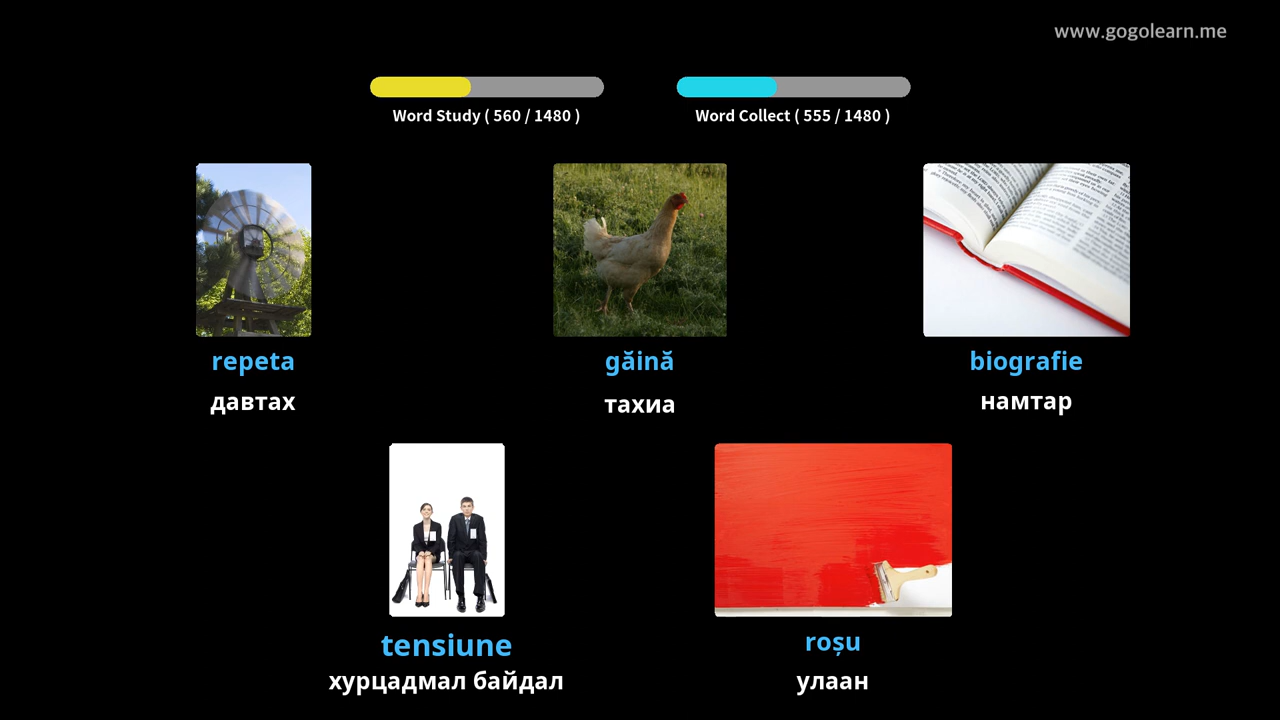 www.gogolearn.me
Word Study ( 560 / 1480 )
Word Collect ( 555 / 1480 )
repeta
давтах
găină
тахиа
biografie
намтар
tensiune
хурцадмал байдал
roșu
улаан